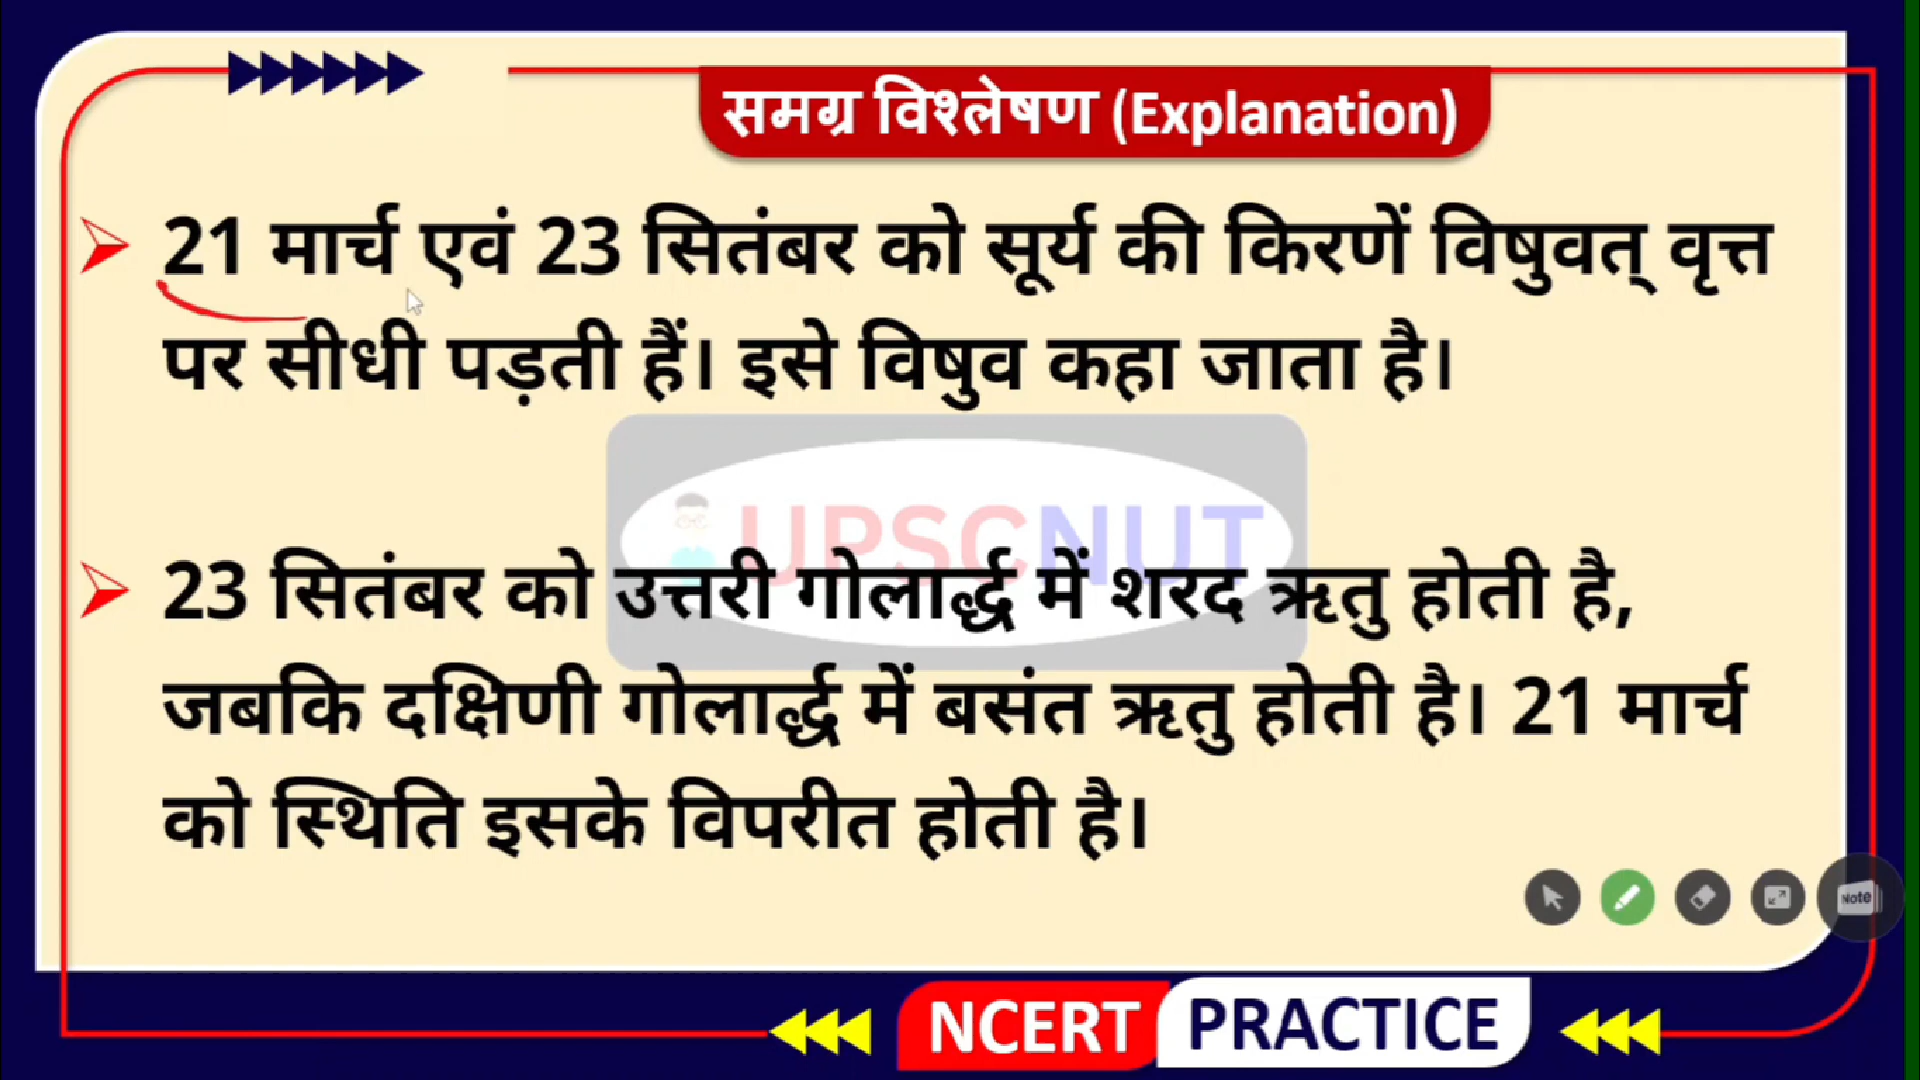 समग्र विश्लेषण (Explanation)
21 मार्च एवं 23 सितंबर को सूर्य की किरणें विषुवत् वृत्त
पर सीधी पड़ती हैं। इसे विषुव कहा जाता है।
UPSCNUT
23 सितंबर को उत्तरी गोलार्द्ध में शरद ऋतु होती है,
जबकि दक्षिणी गोलार्द्ध में बसंत ऋतु होती है। 21 मार्च
को स्थिति इसके विपरीत होती है।
Note
NCERT PRACTICE